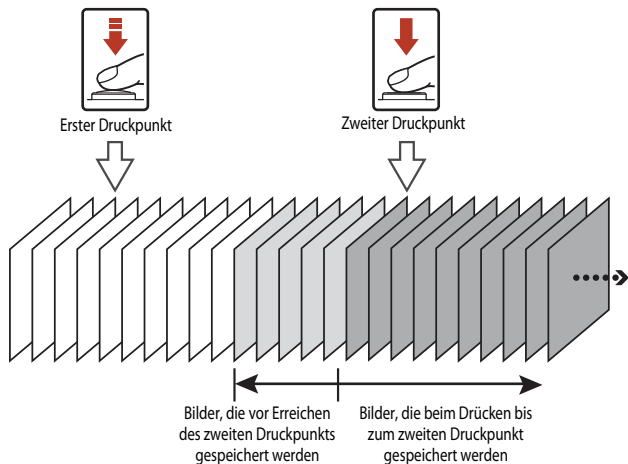 Erster Druckpunkt
Zweiter Druckpunkt
Bilder, die vor Erreichen
des zweiten Druckpunkts
gespeichert werden
Bilder, die beim Drücken bis
zum zweiten Druckpunkt
gespeichert werden